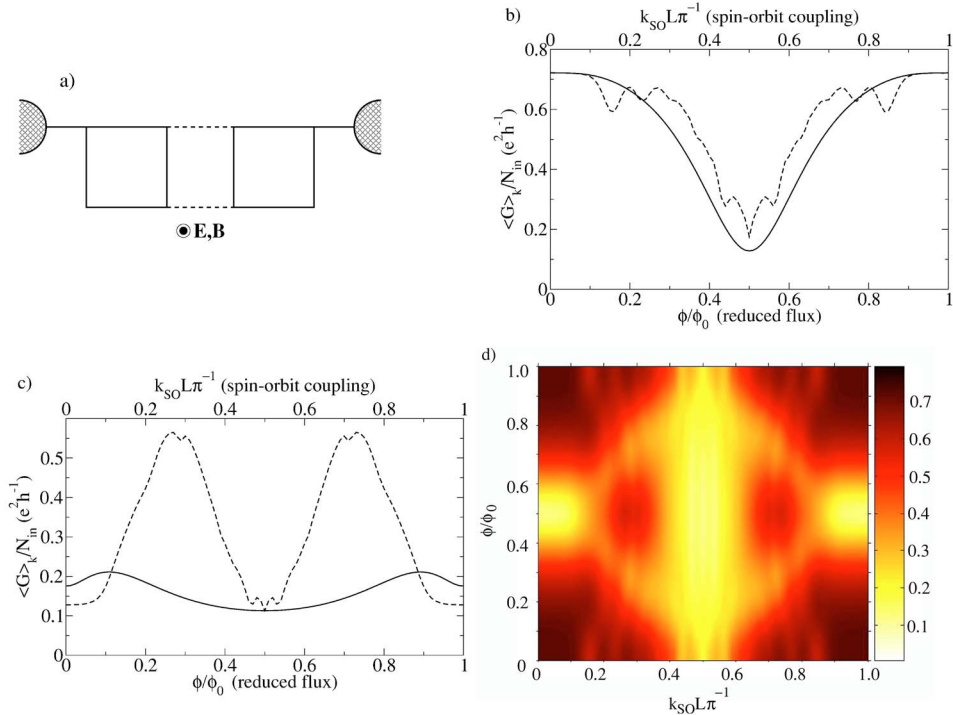 a)
E,B
b)
k_SO Lπ^-1 (spin-orbit coupling)
0 0.2 0.4 0.6 0.8 1
<G>_k/N_in (e^2h^-1)
0.8
0.6
0.4
0.2
0
0 0.2 0.4 0.6 0.8 1
ϕ/ϕ_0 (reduced flux)
c)
k_SO Lπ^-1 (spin-orbit coupling)
0 0.2 0.4 0.6 0.8 1
<G>_k/N_in (e^2h^-1)
0.5
0.4
0.3
0.2
0.1
0
0 0.2 0.4 0.6 0.8 1
ϕ/ϕ_0 (reduced flux)
d)
ϕ/ϕ_0
1.0
0.8
0.6
0.4
0.2
0
0 0.2 0.4 0.6 0.8 1.0
k_SO Lπ^-1
0.7
0.6
0.5
0.4
0.3
0.2
0.1